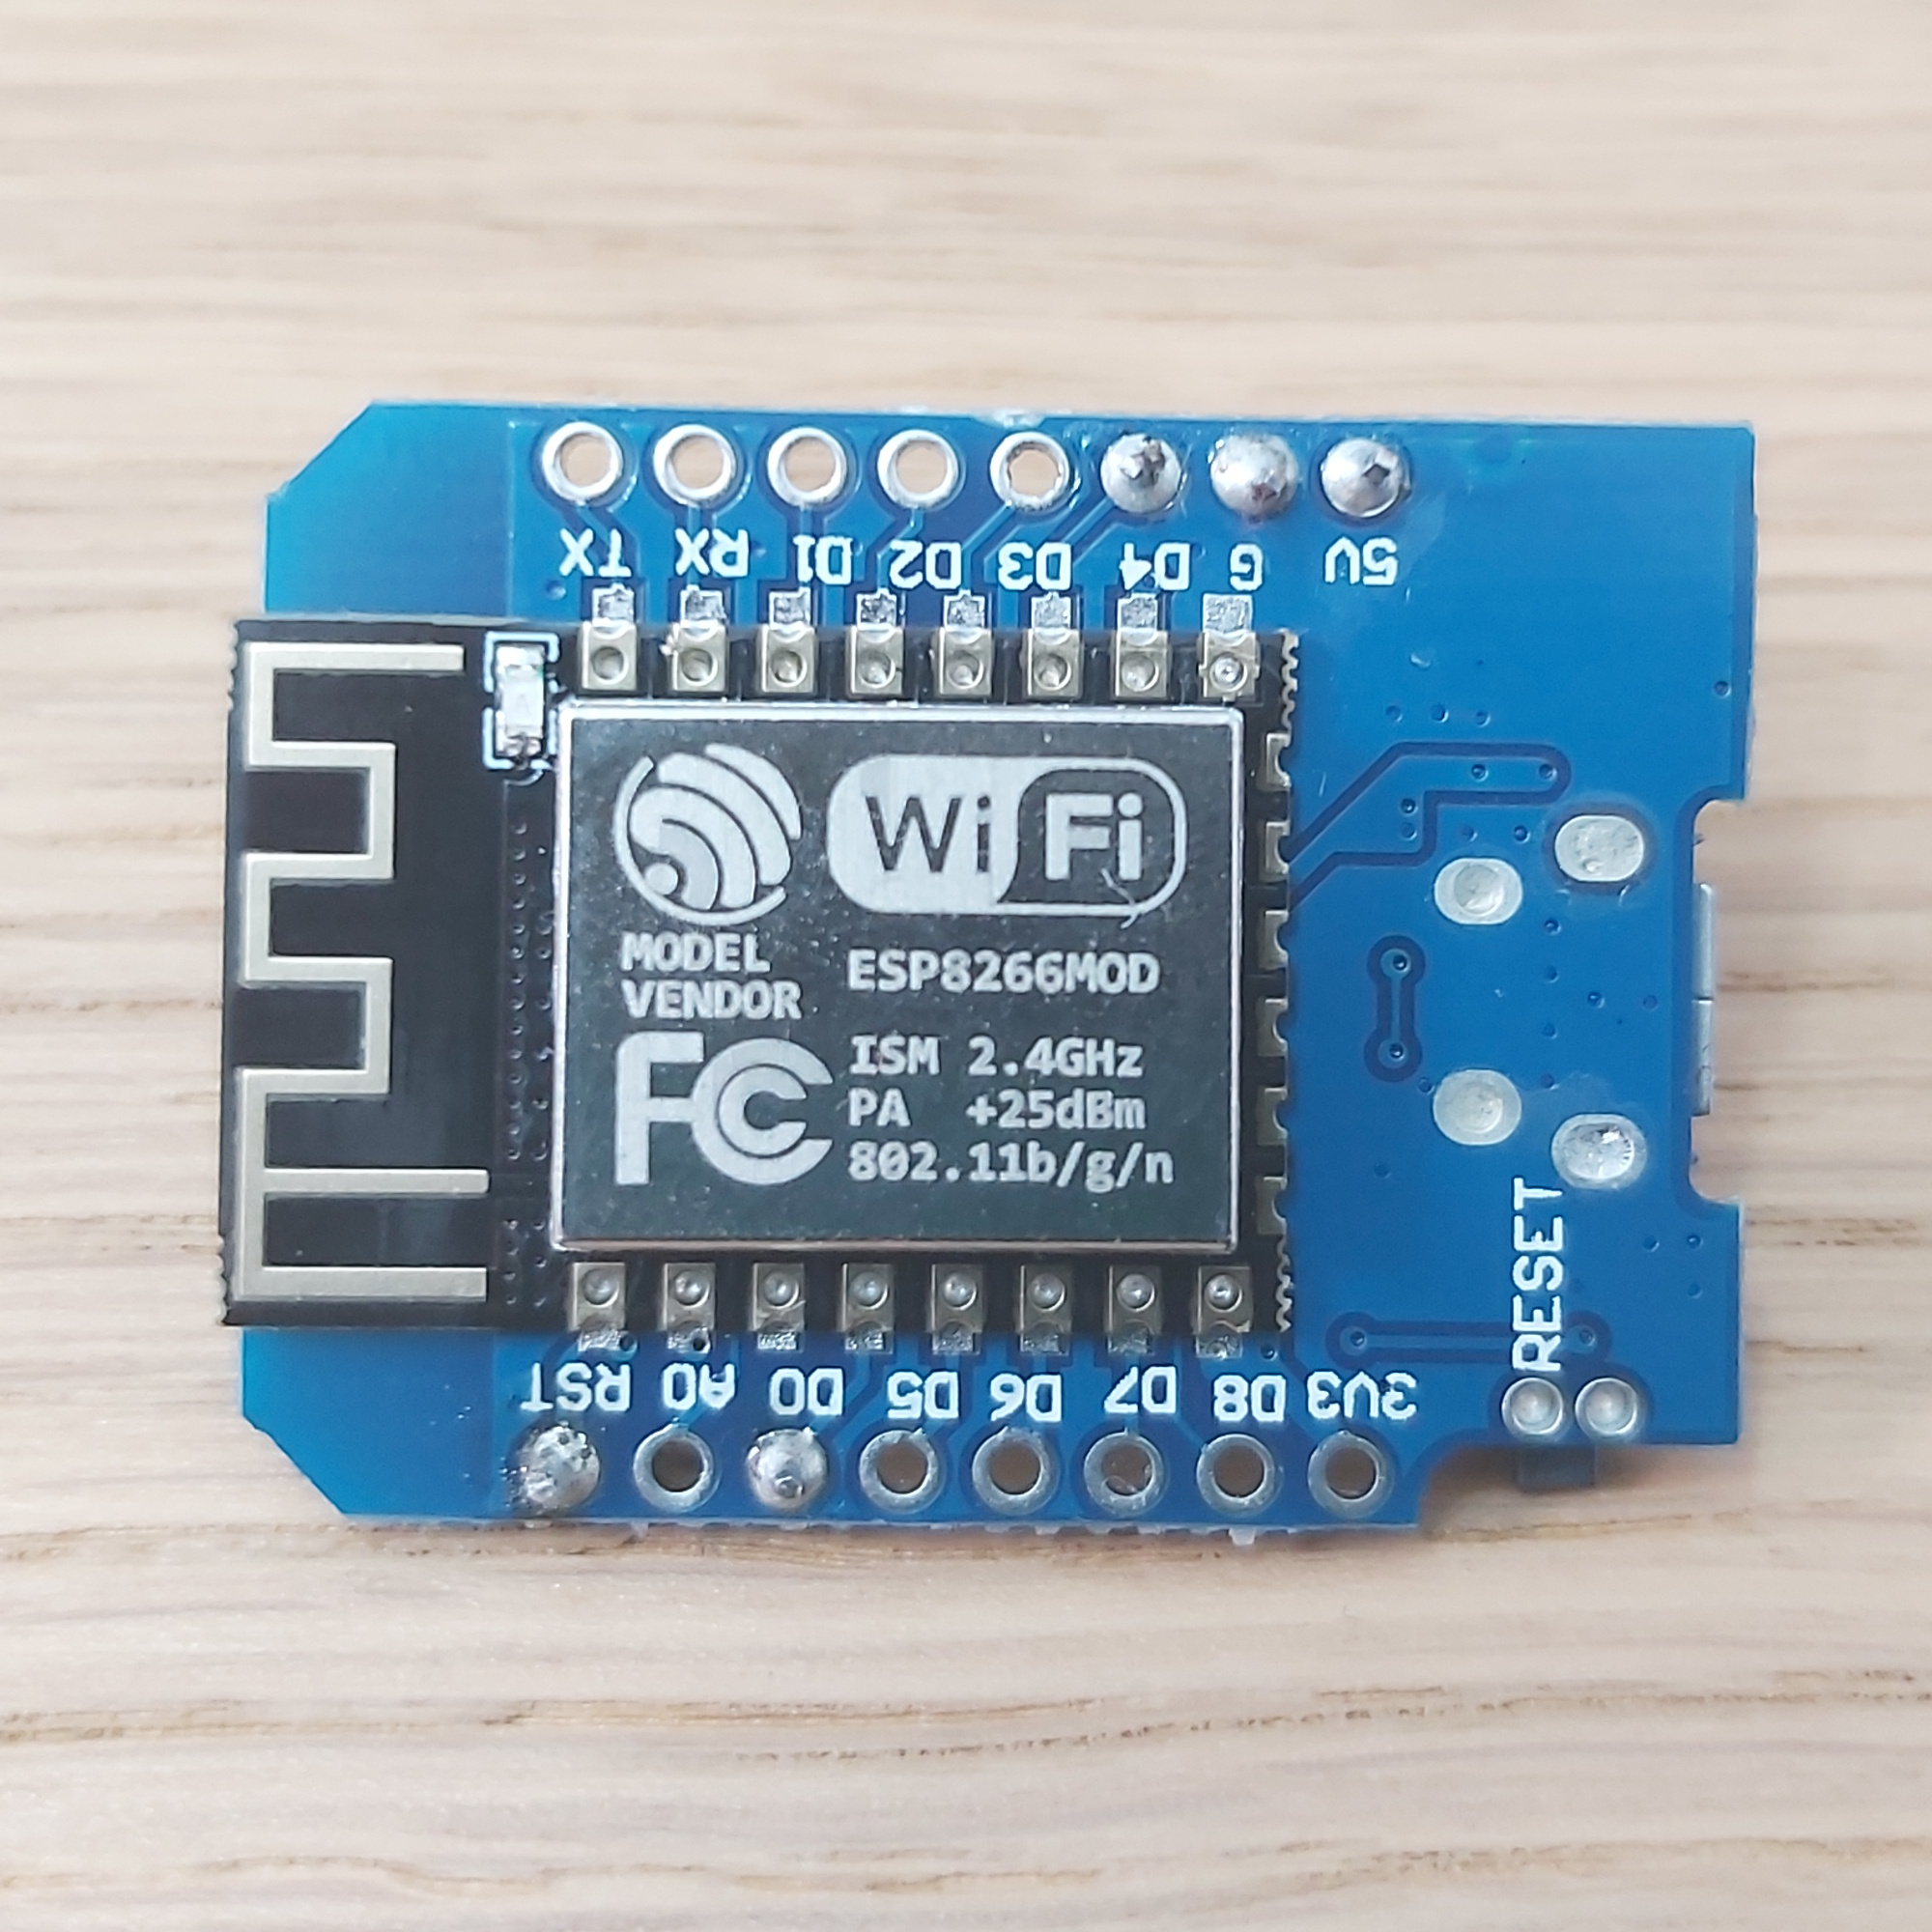 TX RX D1 D2 D3 D4 G 5V
WiFi
MODEL
VENDOR
ESP8266MOD
FC
ISM 2.4GHz
PA +25dBm
802.11b/g/n
RESET
RST A0 D0 D5 D6 D7 D8 3V3